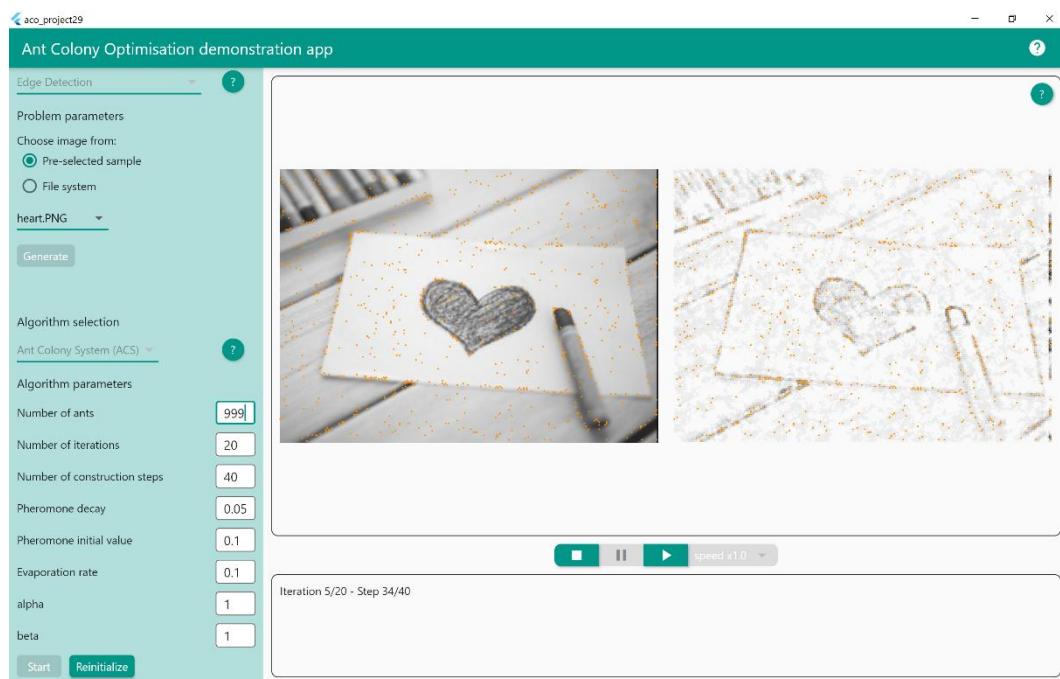 aco_project29
Ant Colony Optimisation demonstration app
?
Edge Detection
?
Problem parameters
Choose image from:
Pre-selected sample
File system
heart.PNG
Generate
Algorithm selection
Ant Colony System (ACS)
?
Algorithm parameters
Number of ants 999
Number of iterations 20
Number of construction steps 40
Pheromone decay 0.05
Pheromone initial value 0.1
Evaporation rate 0.1
alpha 1
beta 1
Start Reinitialize
?
speed x1.0
Iteration 5/20 - Step 34/40